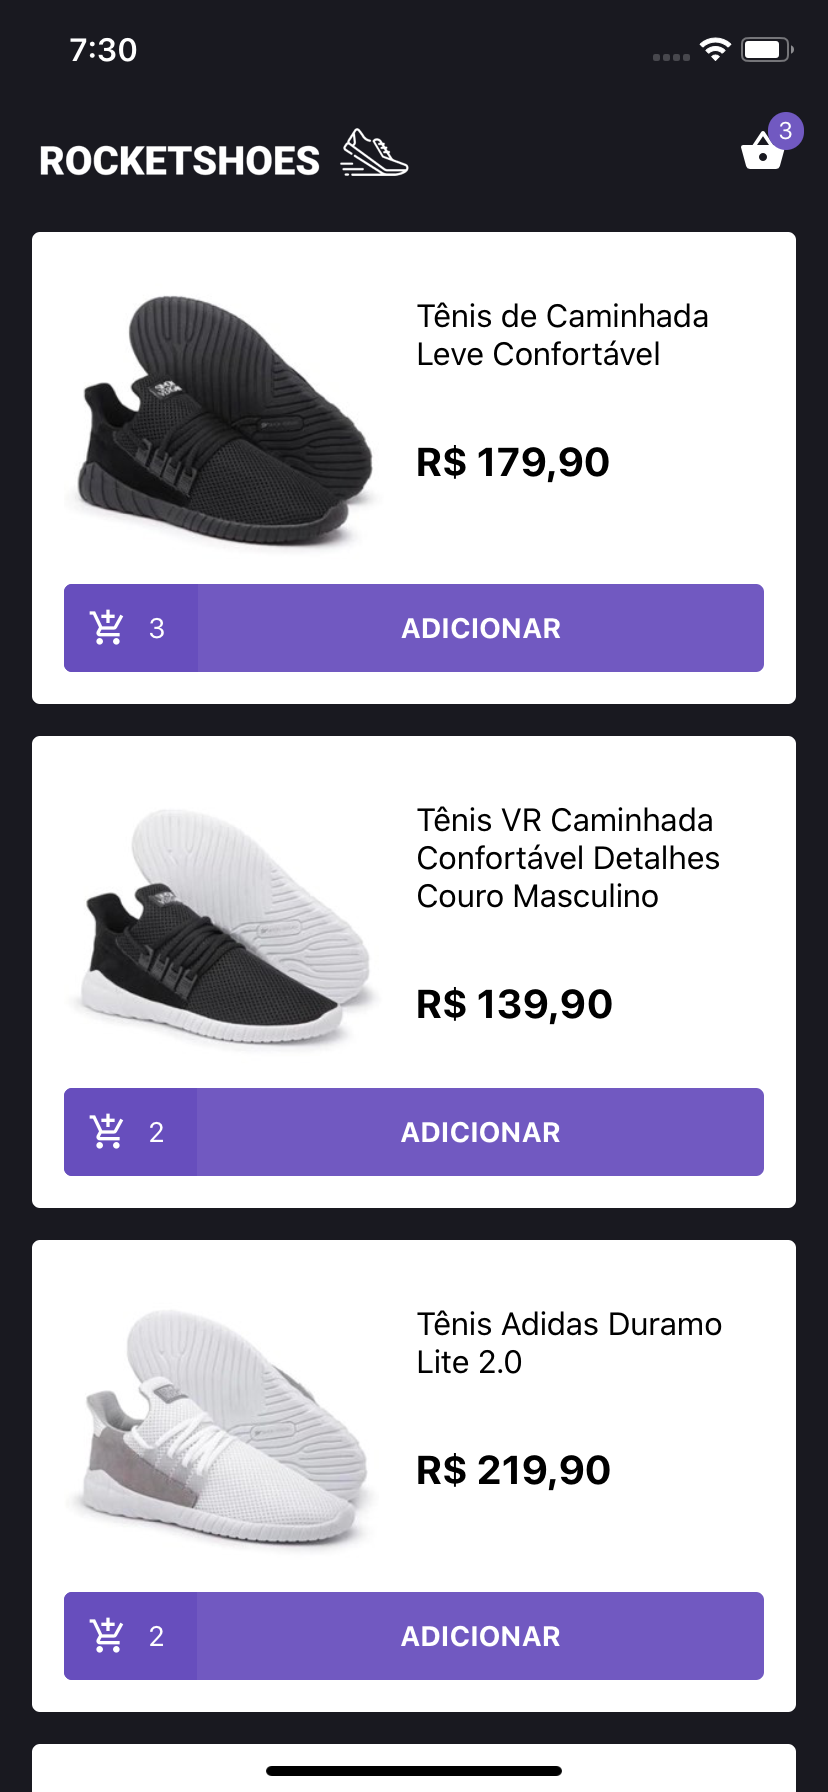 7:30
ROCKETSHOES
3
Tênis de Caminhada
Leve Confortável
R$ 179,90
3
ADICIONAR
Tênis VR Caminhada
Confortável Detalhes
Couro Masculino
R$ 139,90
2
ADICIONAR
Tênis Adidas Duramo
Lite 2.0
R$ 219,90
2
ADICIONAR